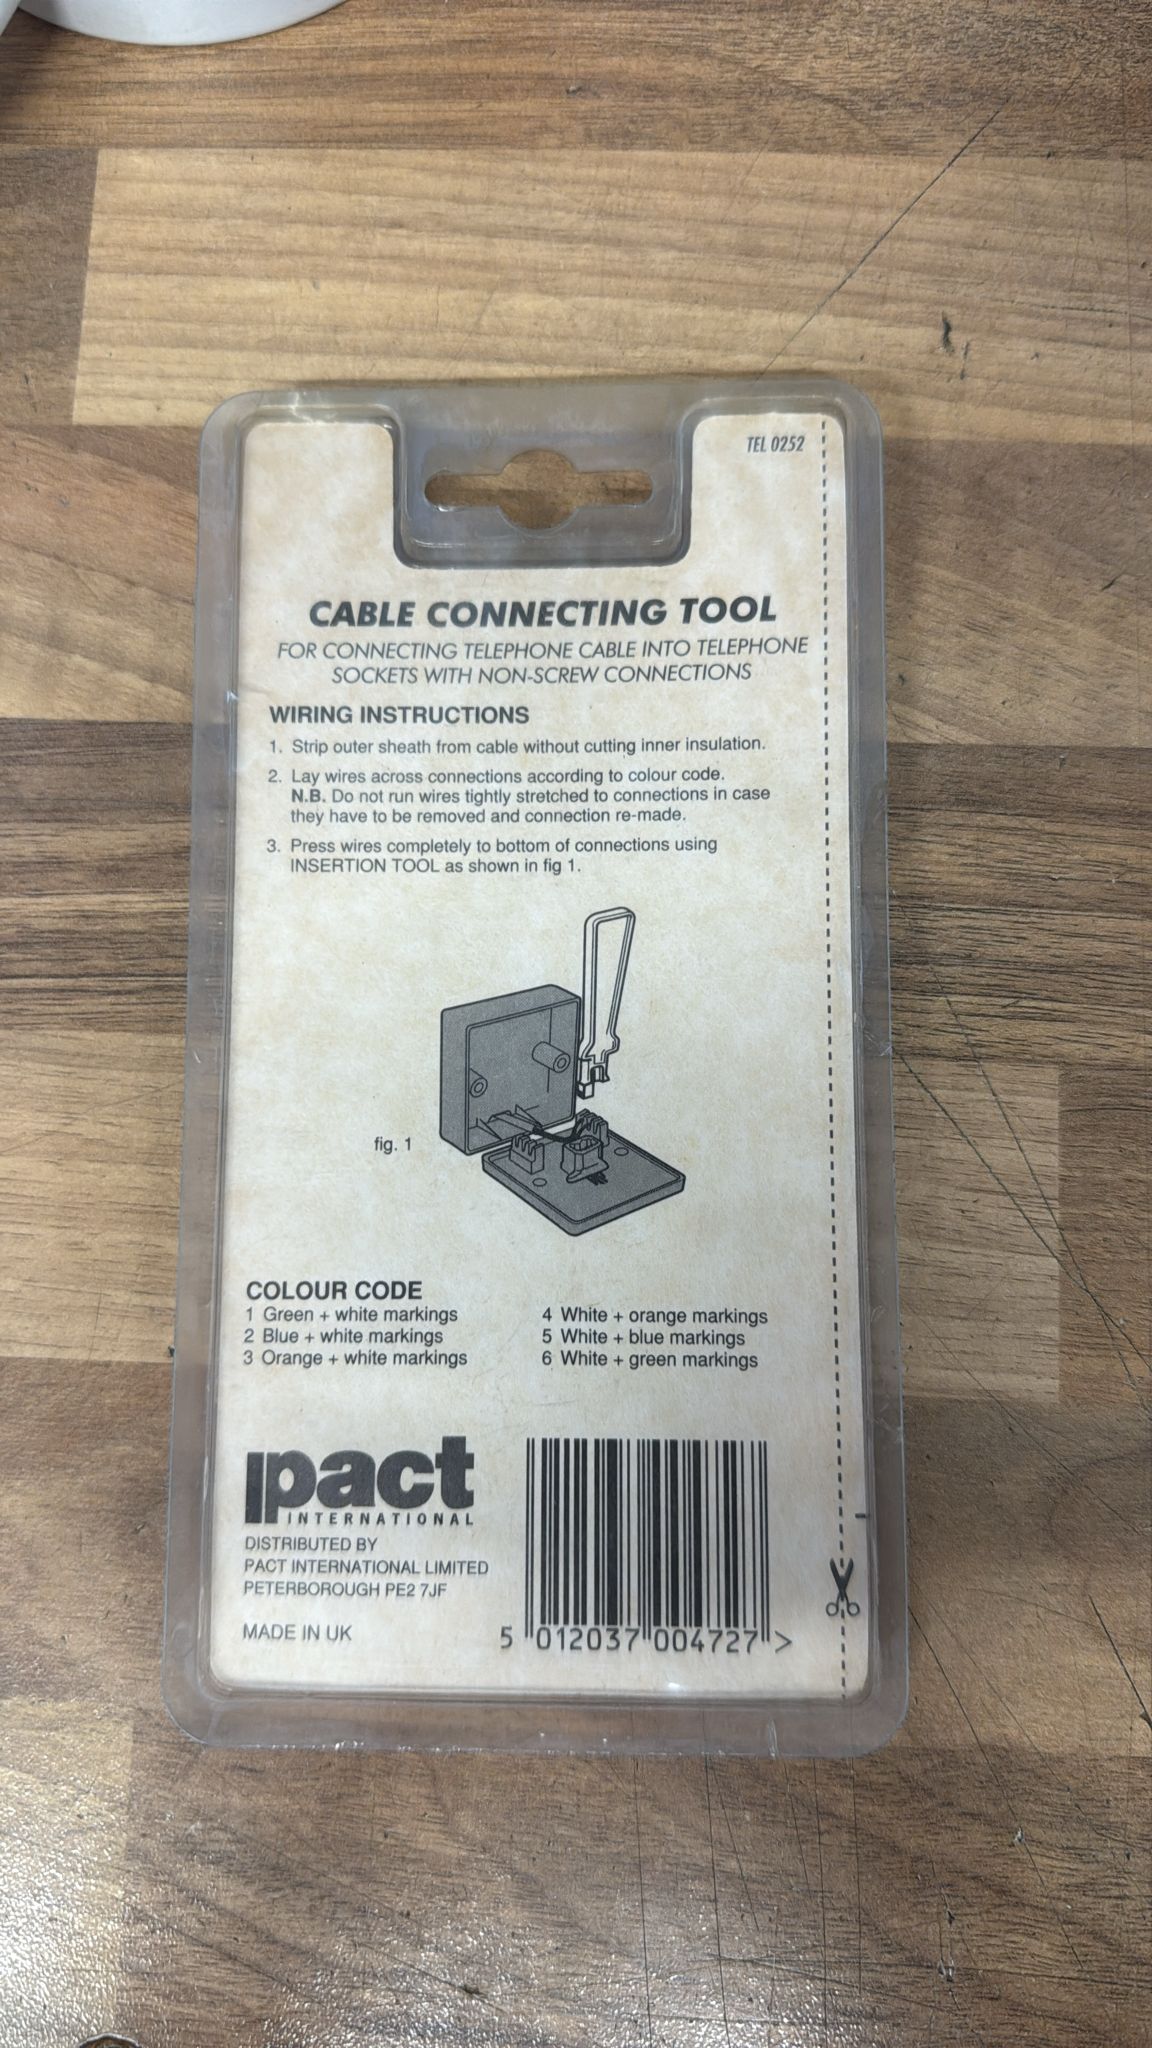 TEL 0252
CABLE CONNECTING TOOL
FOR CONNECTING TELEPHONE CABLE INTO TELEPHONE
SOCKETS WITH NON-SCREW CONNECTIONS
WIRING INSTRUCTIONS
1. Strip outer sheath from cable without cutting inner insulation.
2. Lay wires across connections according to colour code.
N.B. Do not run wires tightly stretched to connections in case
they have to be removed and connection re-made.
3. Press wires completely to bottom of connections using
INSERTION TOOL as shown in fig 1.
fig. 1
COLOUR CODE
1 Green + white markings
2 Blue + white markings
3 Orange + white markings
4 White + orange markings
5 White + blue markings
6 White + green markings
pact
INTERNATIONAL
DISTRIBUTED BY
PACT INTERNATIONAL LIMITED
PETERBOROUGH PE2 7JF
MADE IN UK
5 012037 004727 >